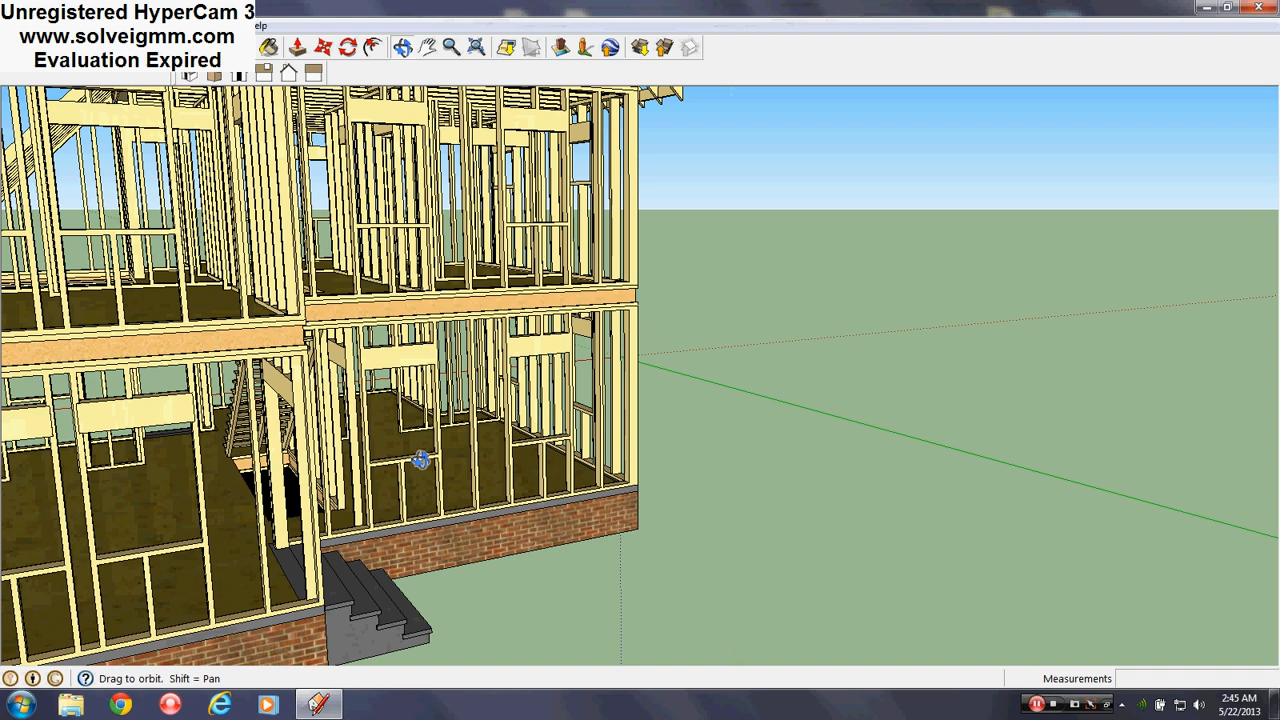 Unregistered HyperCam 3
www.solveigmm.com
Evaluation Expired
elp
Drag to orbit. Shift = Pan
Measurements
2:45 AM
5/22/2013